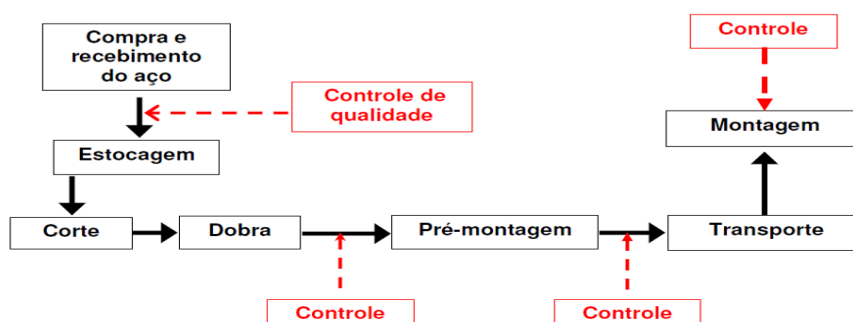 Compra e
recebimento
do aço
Controle
Controle de
qualidade
Montagem
Estocagem
Corte
Dobra
Pré-montagem
Transporte
Controle
Controle